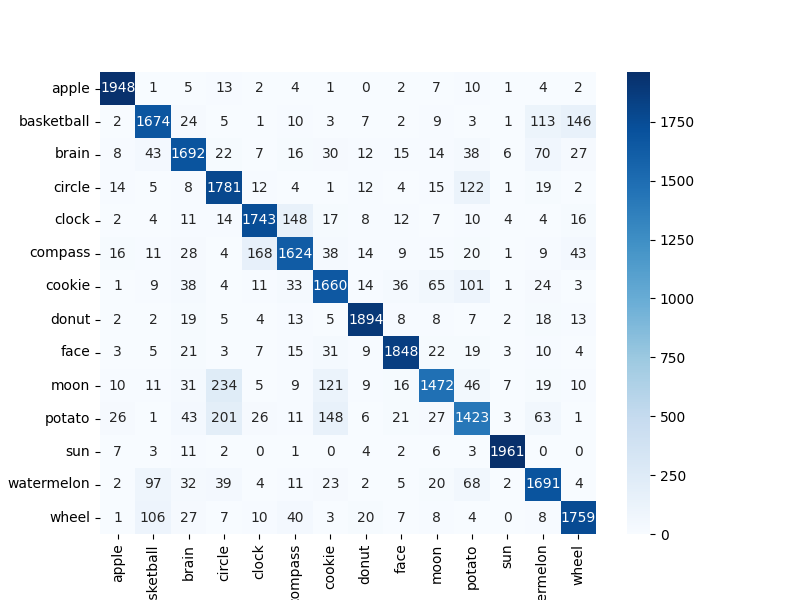 apple 1948 1 5 13 2 4 1 0 2 7 10 1 4 2
basketball 2 1674 24 5 1 10 3 7 2 9 3 1 113 146
brain 8 43 1692 22 7 16 30 12 15 14 38 6 70 27
circle 14 5 8 1781 12 4 1 12 4 15 122 1 19 2
clock 2 4 11 14 1743 148 17 8 12 7 10 4 4 16
compass 16 11 28 4 168 1624 38 14 9 15 20 1 9 43
cookie 1 9 38 4 11 33 1660 14 36 65 101 1 24 3
donut 2 2 19 5 4 13 5 1894 8 8 7 2 18 13
face 3 5 21 3 7 15 31 9 1848 22 19 3 10 4
moon 10 11 31 234 5 9 121 9 16 1472 46 7 19 10
potato 26 1 43 201 26 11 148 6 21 27 1423 3 63 1
sun 7 3 11 2 0 1 0 4 2 6 3 1961 0 0
watermelon 2 97 32 39 4 11 23 2 5 20 68 2 1691 4
wheel 1 106 27 7 10 40 3 20 7 8 4 0 8 1759
apple
sketball
brain
circle
clock
ompass
cookie
donut
face
moon
potato
sun
ermelon
wheel
1750
1500
1250
1000
750
500
250
0